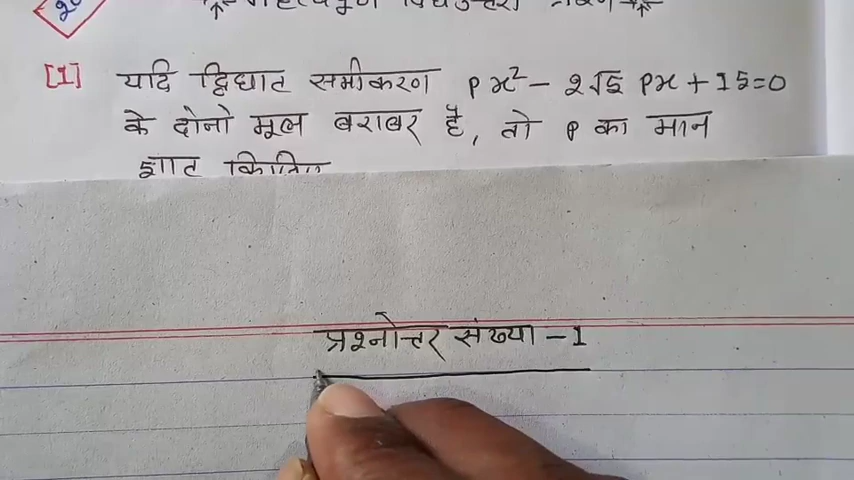 [1] यदि द्विघात समीकरण px² - 2√5 px + 15 = 0
के दोनो मूल बराबर है, तो p का मान
ज्ञात किजिए
प्रश्नोत्तर संख्या - 1